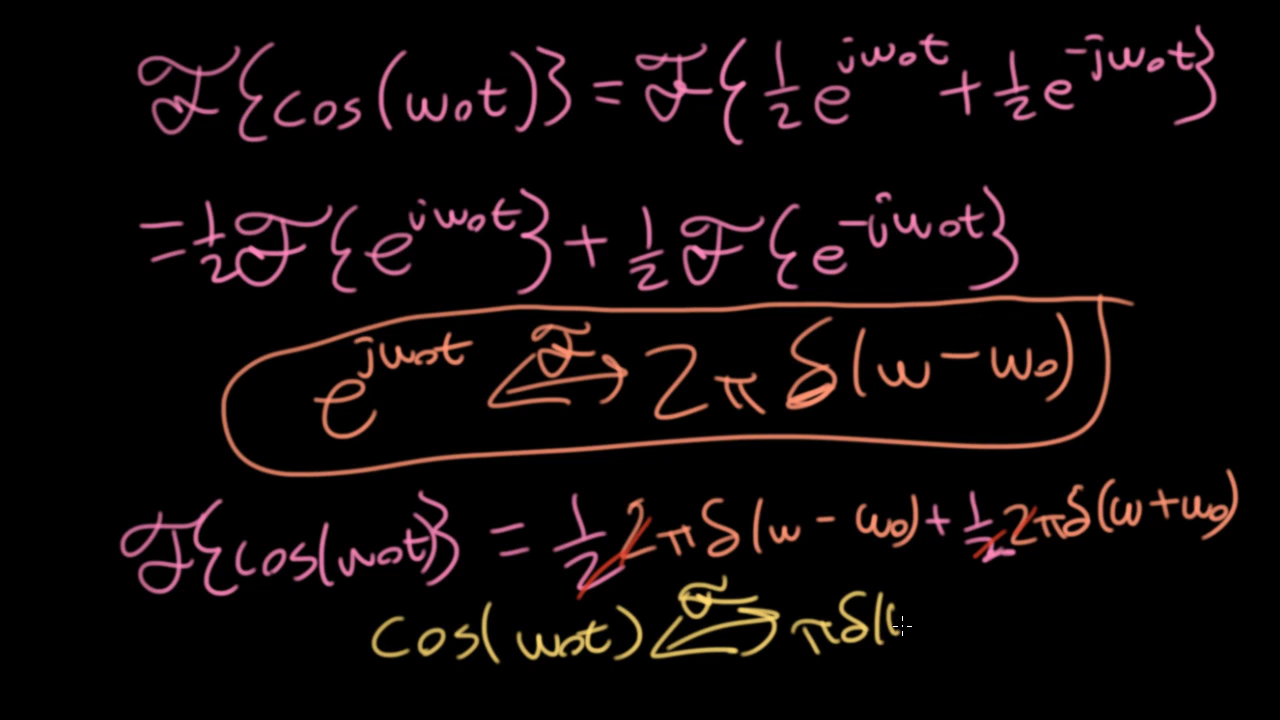 ℱ{cos(ω₀t)} = ℱ{½e^{jω₀t} + ½e^{-jω₀t}}
= ½ℱ{e^{jω₀t}} + ½ℱ{e^{-jω₀t}}
e^{jω₀t} ⟺^{ℱ} 2πδ(ω - ω₀)
ℱ{cos(ω₀t)} = ½2πδ(ω - ω₀) + ½2πδ(ω + ω₀)
cos(ω₀t) ⟺^{ℱ} πδ(